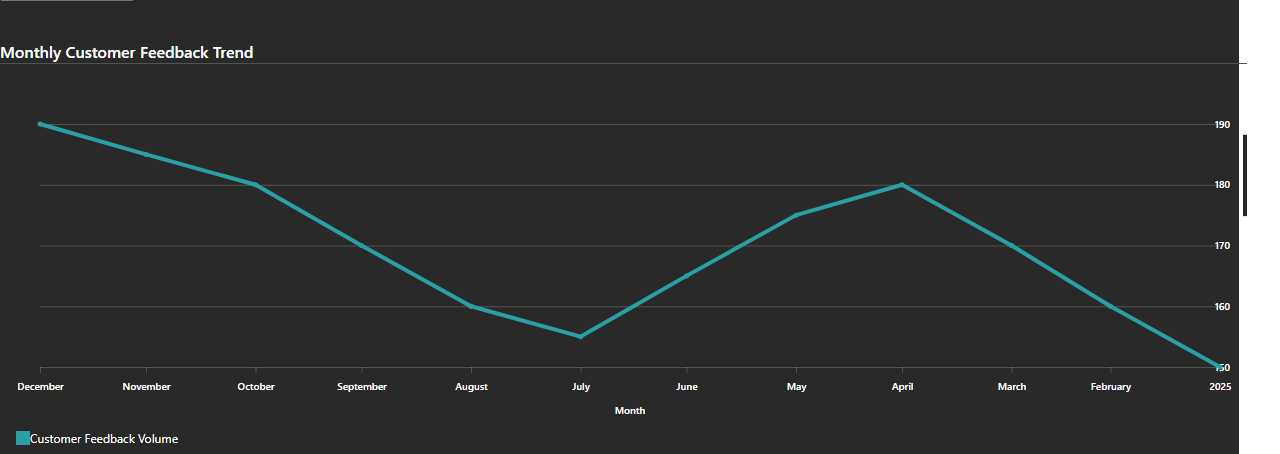 Monthly Customer Feedback Trend
190
180
170
160
150
December November October September August July June May April March February 2025
Month
Customer Feedback Volume